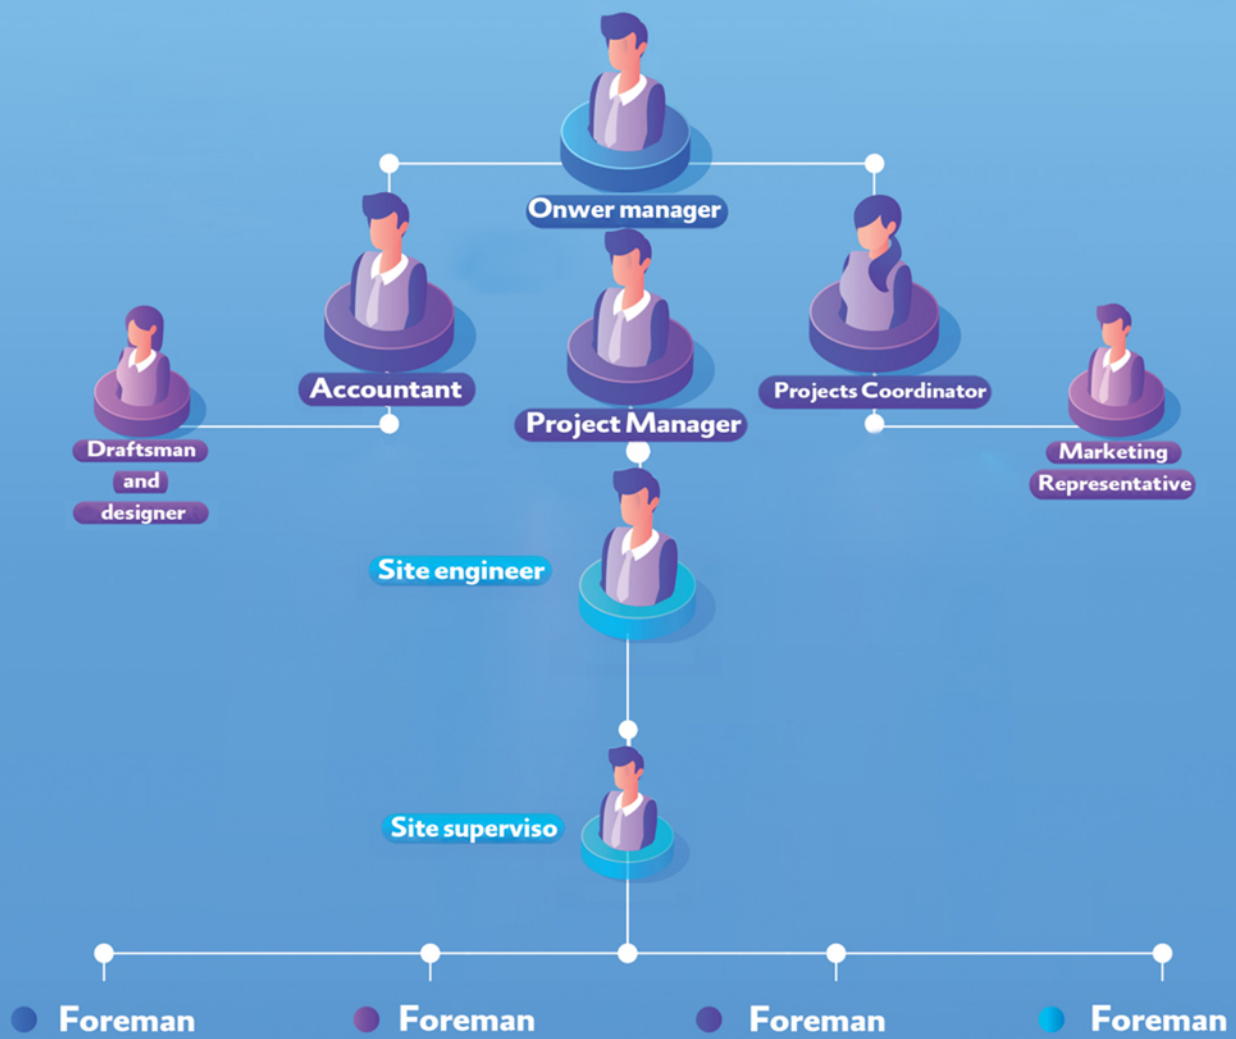 Onwer manager
Accountant
Project Manager
Projects Coordinator
Draftsman
and
designer
Marketing
Representative
Site engineer
Site superviso
Foreman
Foreman
Foreman
Foreman